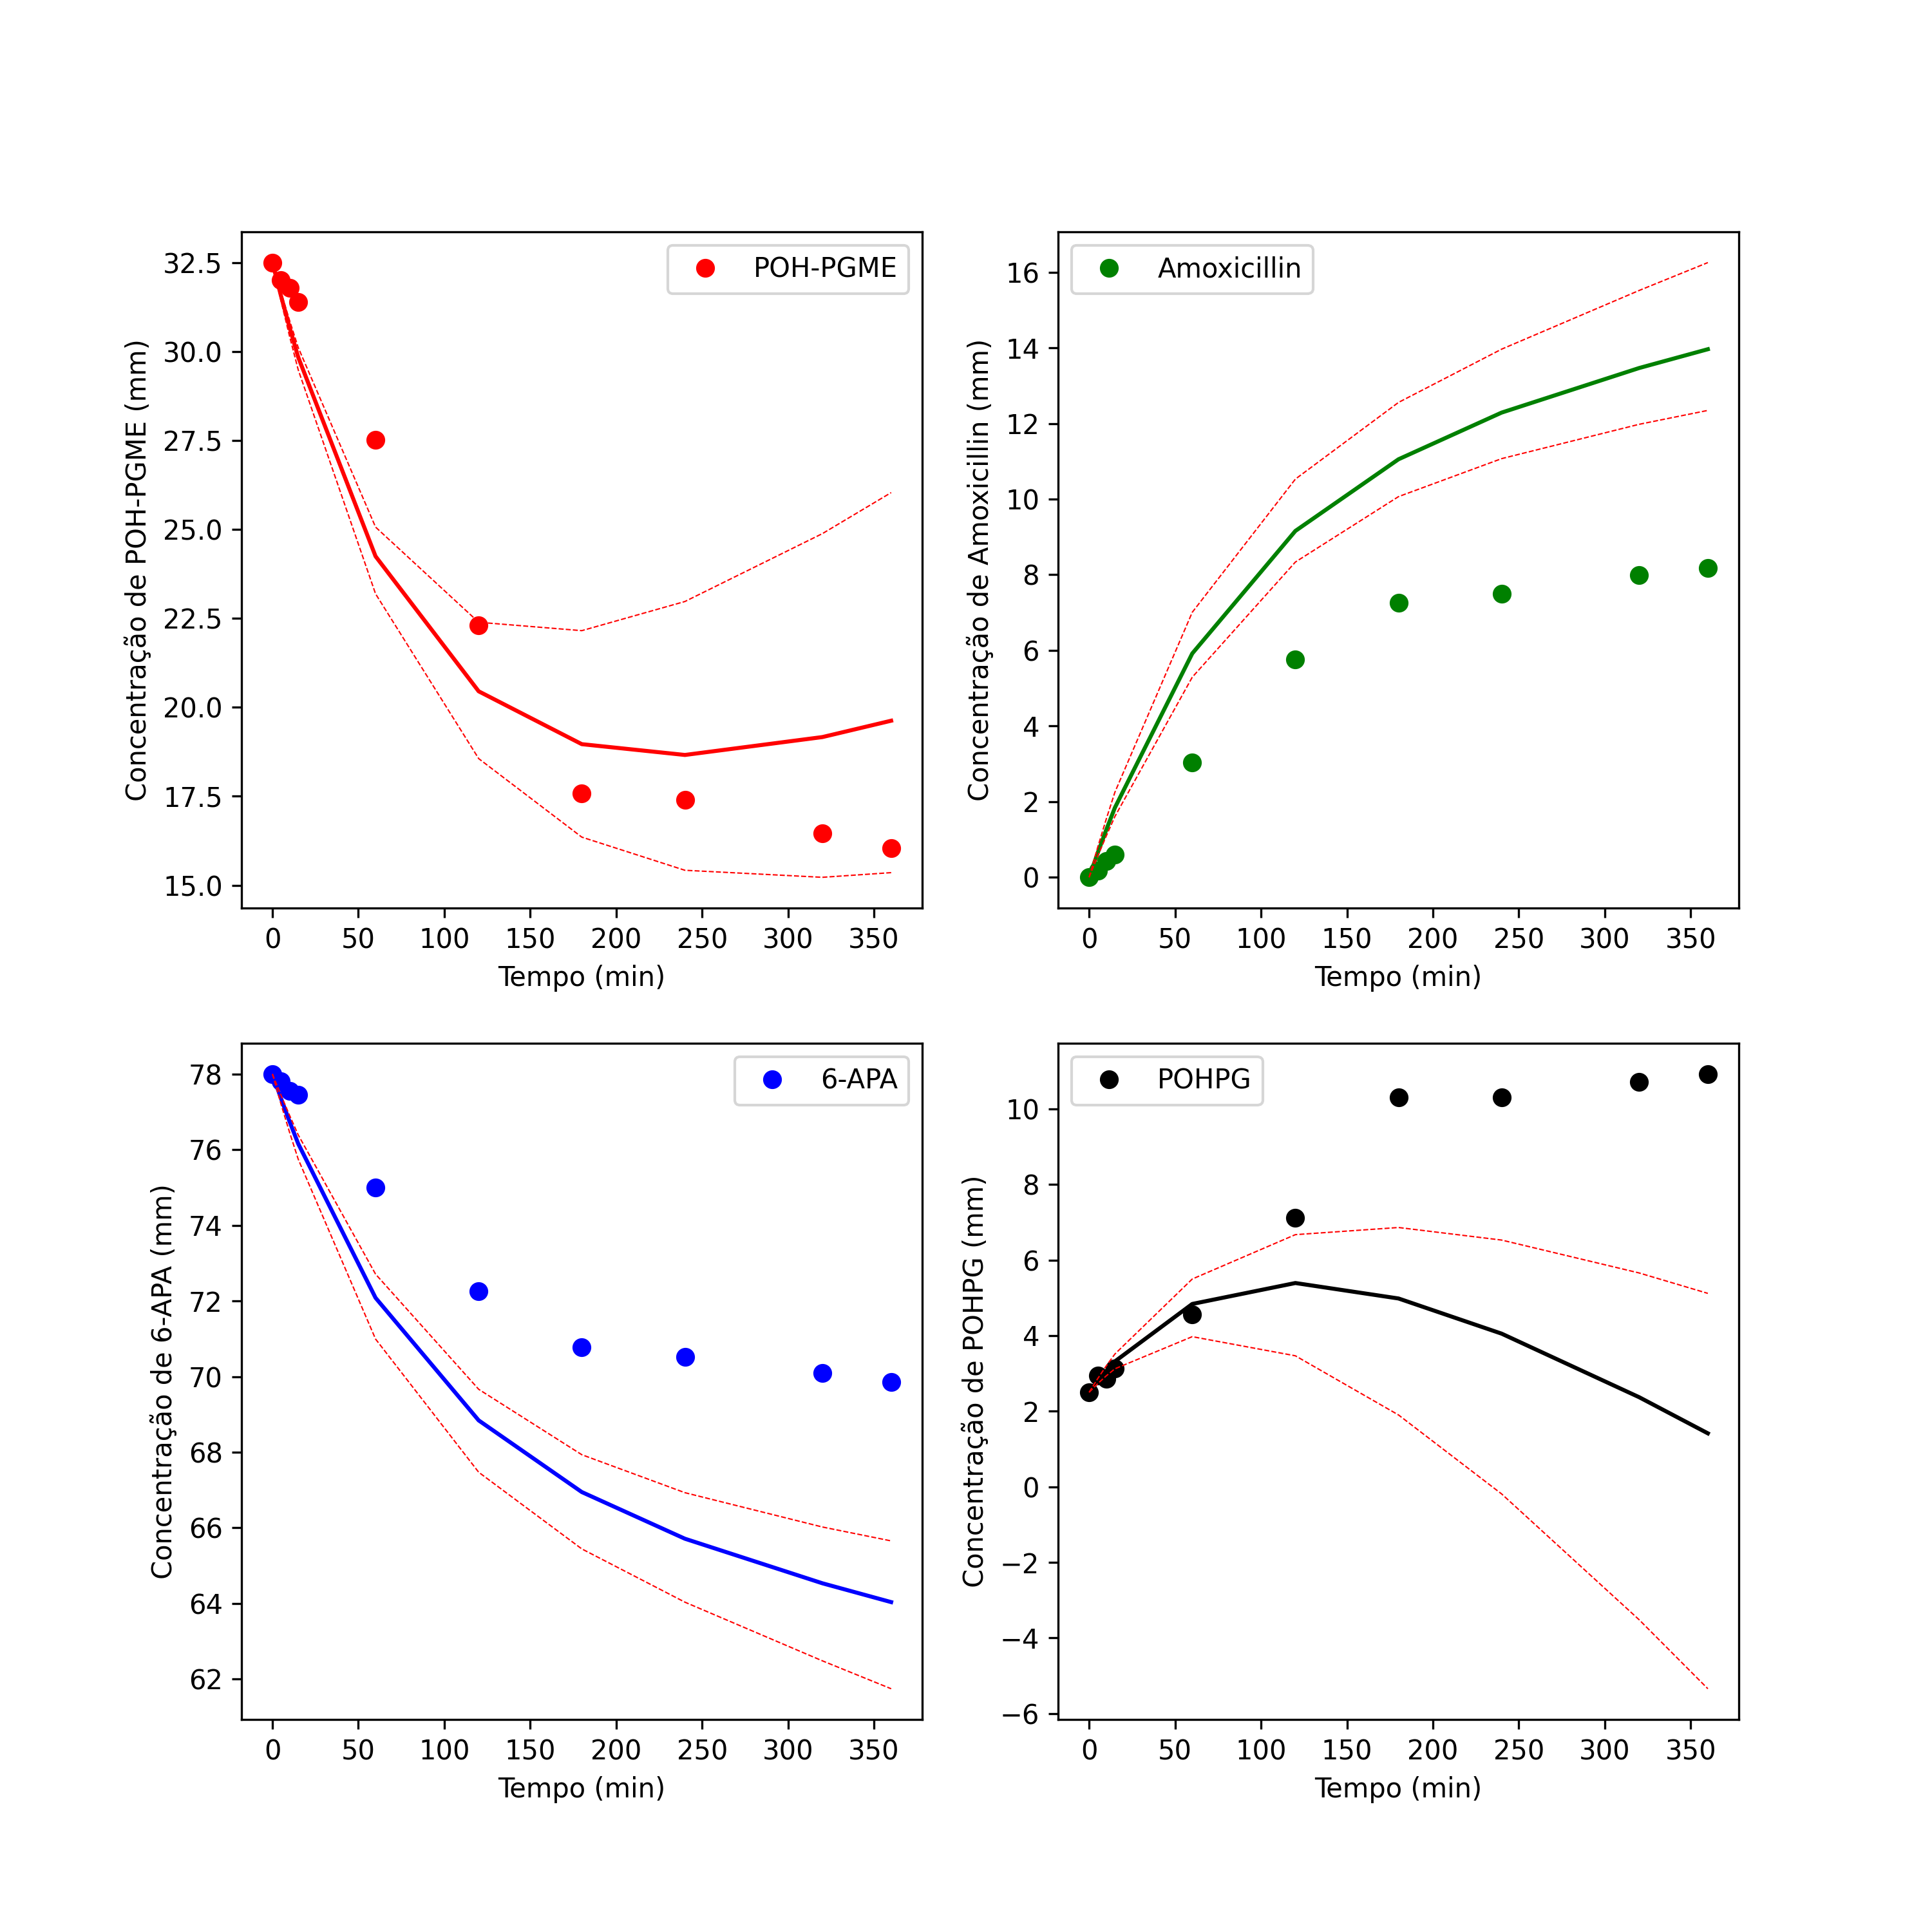 POH-PGME
Concentração de POH-PGME (mm)
32.5
30.0
27.5
25.0
22.5
20.0
17.5
15.0
0 50 100 150 200 250 300 350
Tempo (min)
Amoxicillin
Concentração de Amoxicillin (mm)
16
14
12
10
8
6
4
2
0
0 50 100 150 200 250 300 350
Tempo (min)
6-APA
Concentração de 6-APA (mm)
78
76
74
72
70
68
66
64
62
0 50 100 150 200 250 300 350
Tempo (min)
POHPG
Concentração de POHPG (mm)
10
8
6
4
2
0
−2
−4
−6
0 50 100 150 200 250 300 350
Tempo (min)